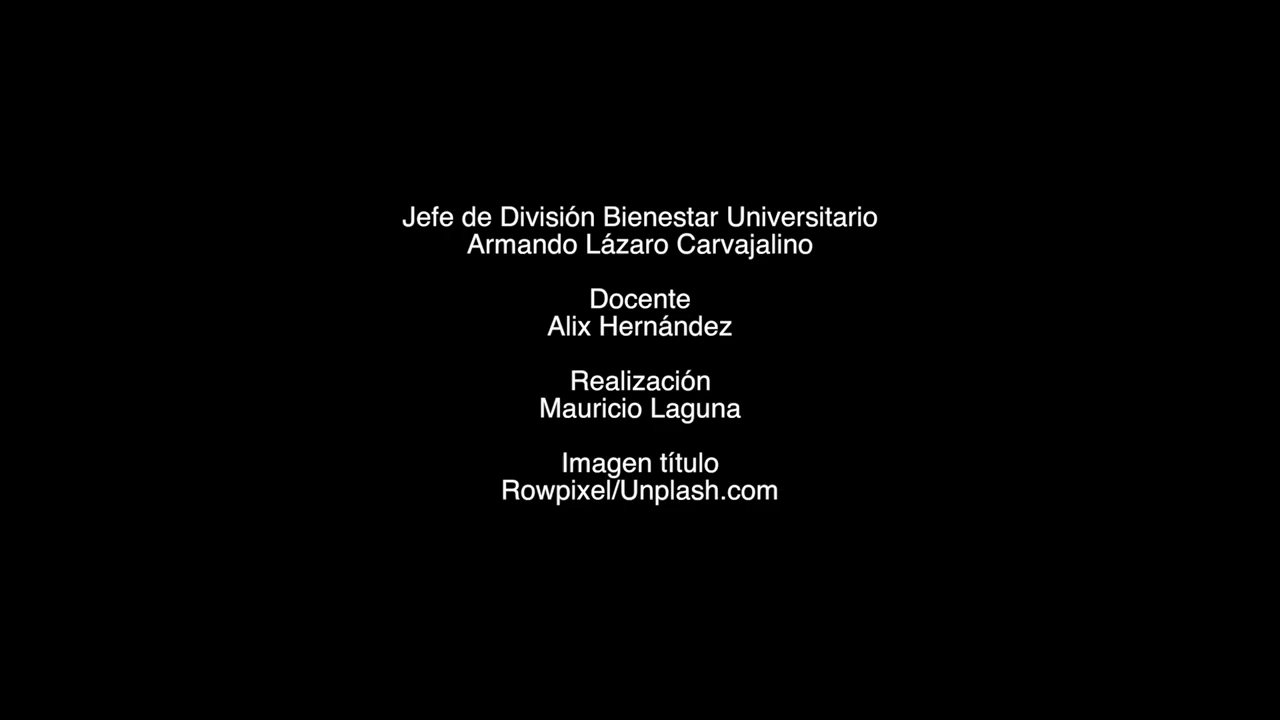 Jefe de División Bienestar Universitario
Armando Lázaro Carvajalino
Docente
Alix Hernández
Realización
Mauricio Laguna
Imagen título
Rowpixel/Unplash.com